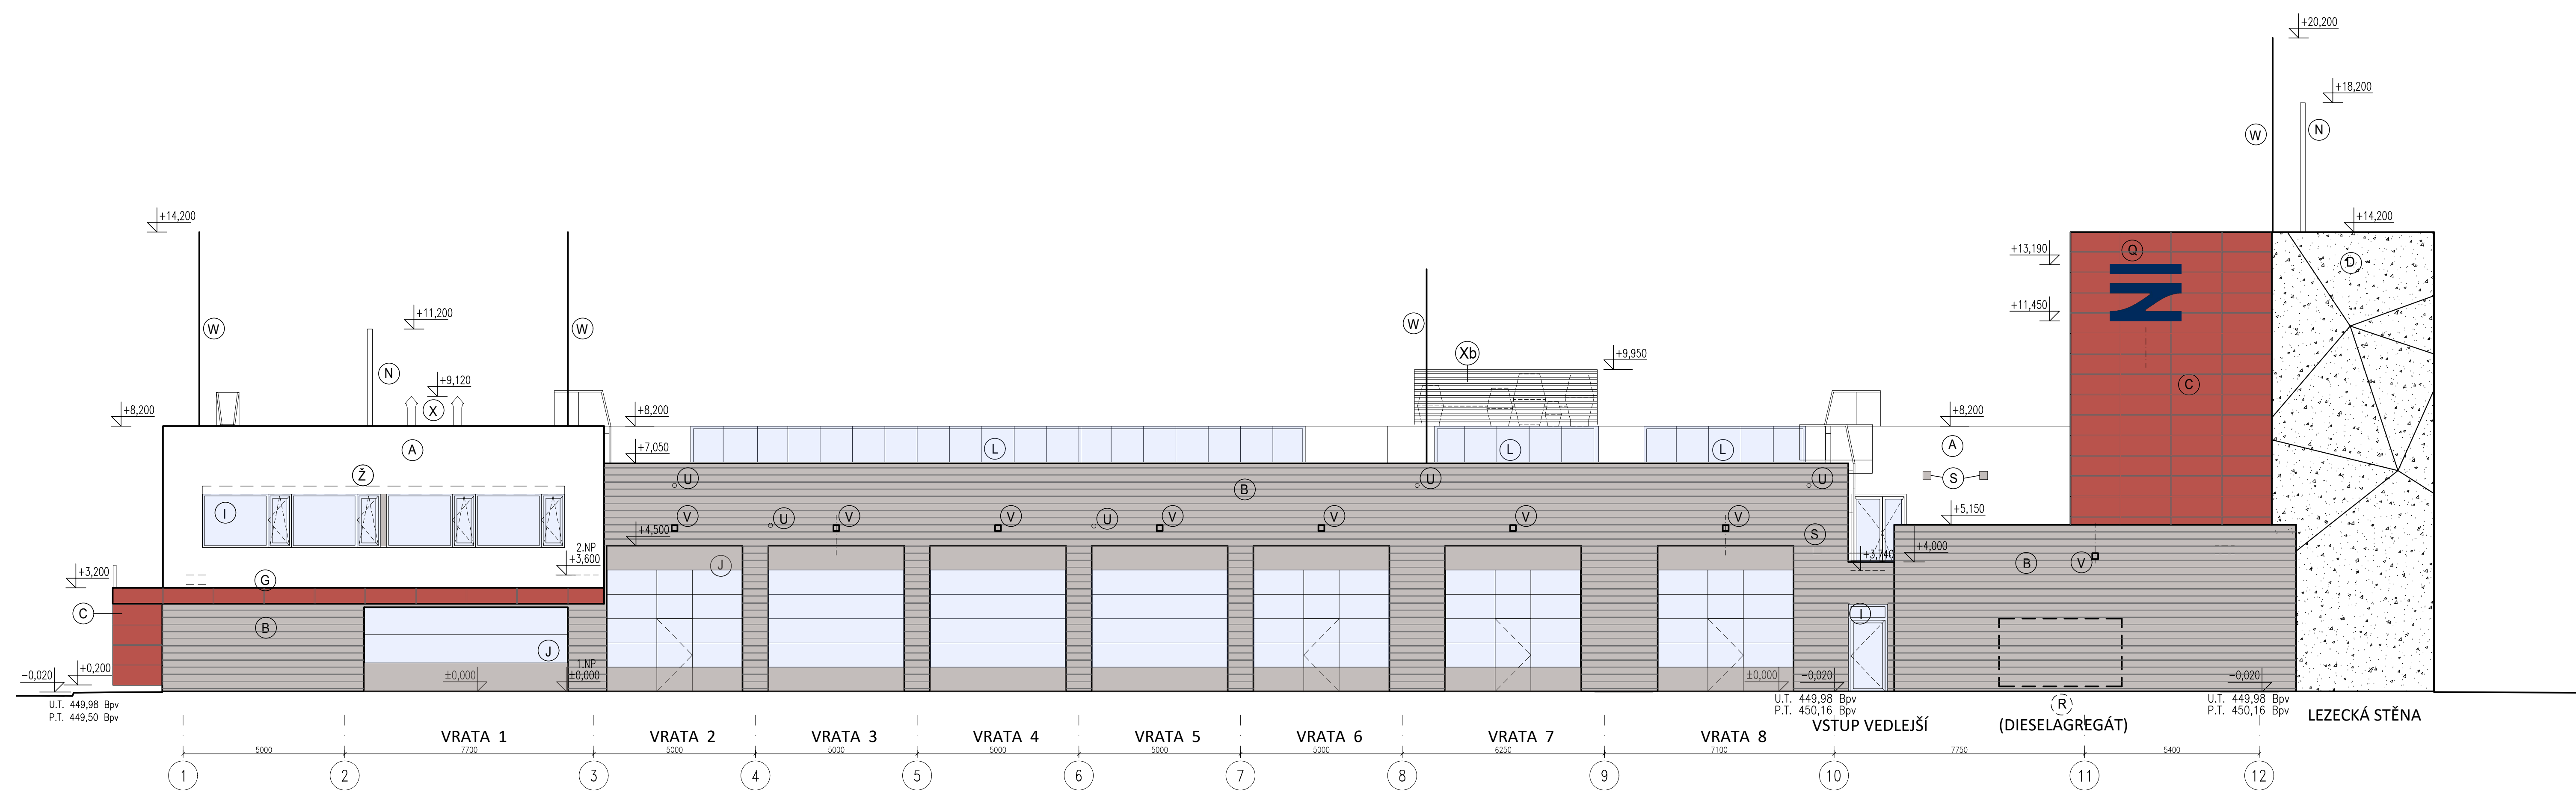 +20,200
+18,200
W
N
+14,200
+14,200
Q
D
+13,190
+11,450
+11,200
W
W
W
N
Xb
+9,950
+9,120
X
C
+8,200
+8,200
+8,200
A
L
L
L
A
+7,050
Ž
U
B
U
U
S
I
V
U
V
V
U
V
V
V
V
+5,150
+4,500
S
2.NP
+3,600
J
+3,740
+4,000
B
V
+3,200
G
C
B
I
J
1.NP
±0,000
±0,000
±0,000
-0,020
+0,200
-0,020
-0,020
U.T. 449,98 Bpv
P.T. 449,50 Bpv
U.T. 449,98 Bpv
P.T. 450,16 Bpv
R
U.T. 449,98 Bpv
P.T. 450,16 Bpv
VSTUP VEDLEJŠÍ
(DIESELAGREGÁT)
LEZECKÁ STĚNA
VRATA 1
VRATA 2
VRATA 3
VRATA 4
VRATA 5
VRATA 6
VRATA 7
VRATA 8
5000
7700
5000
5000
5000
5000
5000
6250
7100
7750
5400
1
2
3
4
5
6
7
8
9
10
11
12